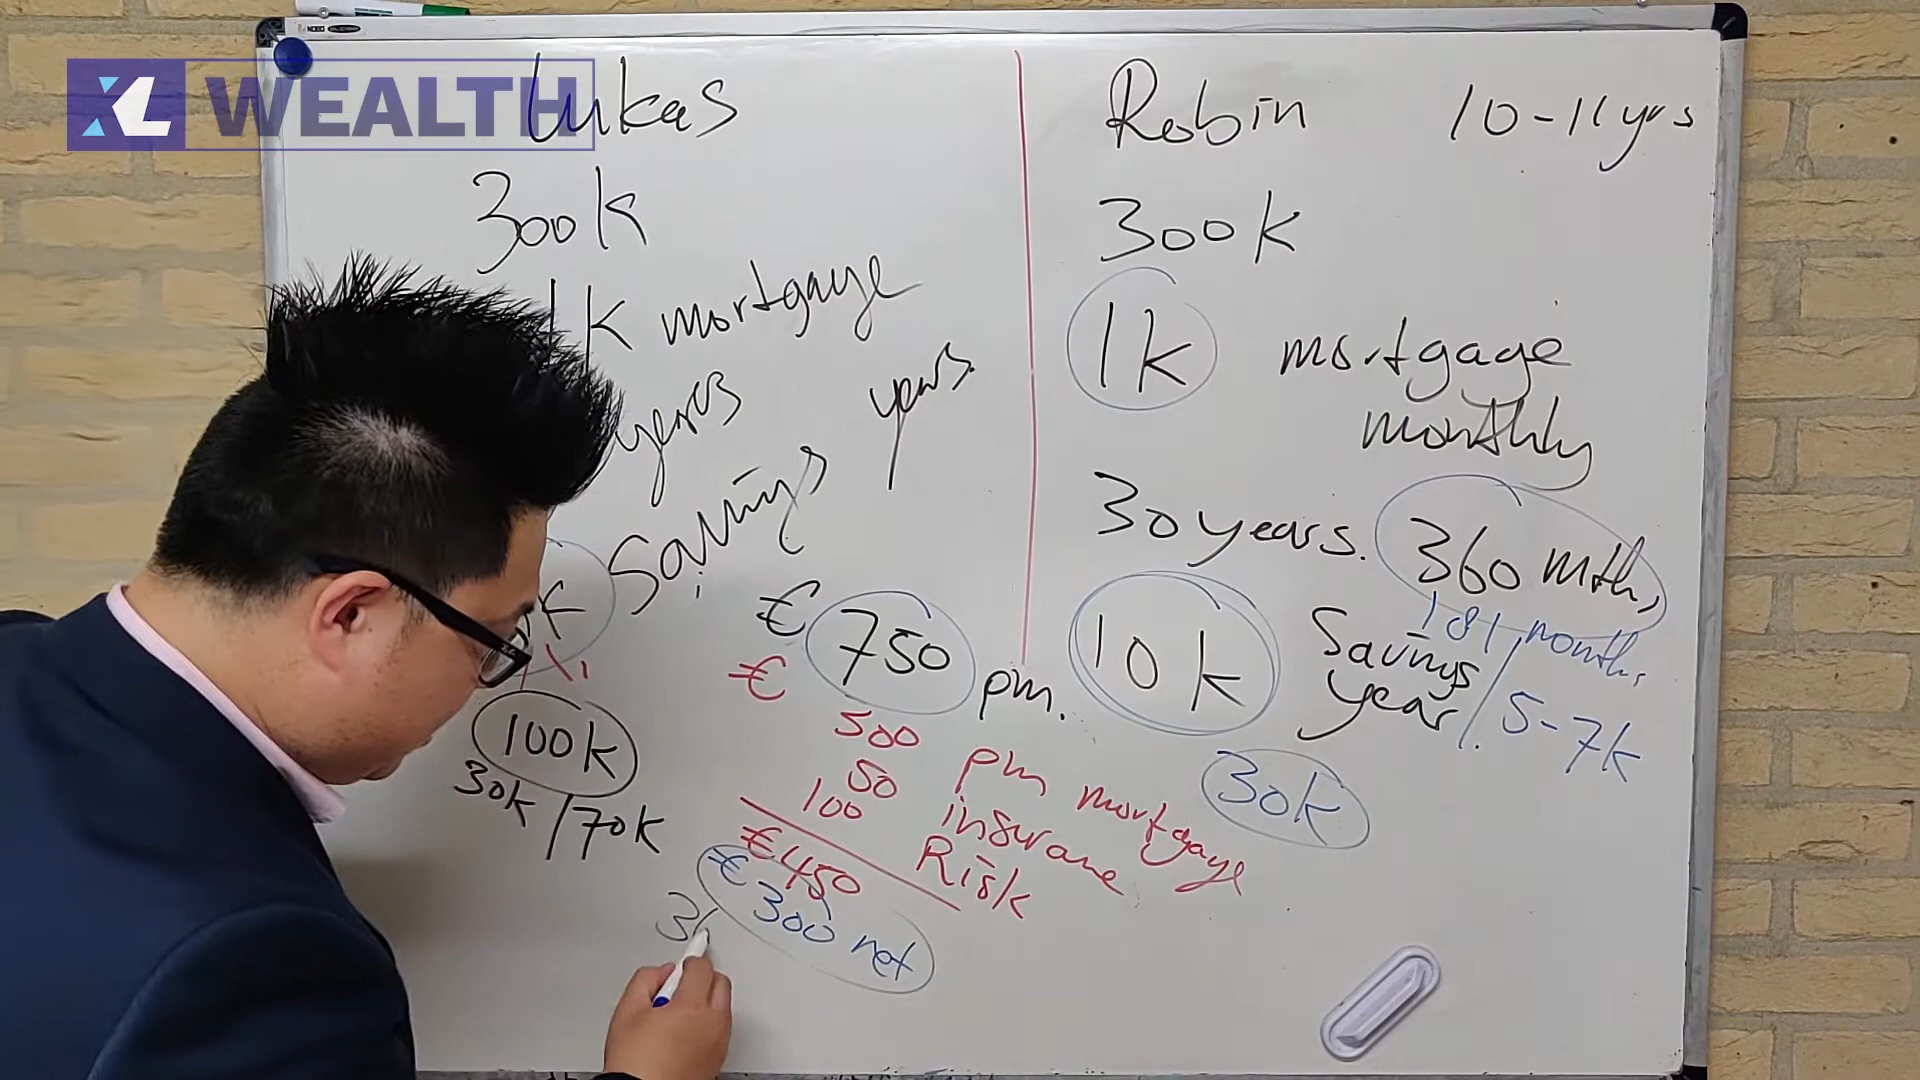 XL WEALTH
Lukas
300k
1k mortgage
years
years.
savings
100k
30k/70k
€ 750 pm.
€ 500 pm mortgage
50 insurance
100 Risk
€450
€300 net
Robin 10-11yrs
300k
1k mortgage
monthly
30 years. 360 mth,
181 months,
10k Savings
year. / 5-7k
30k